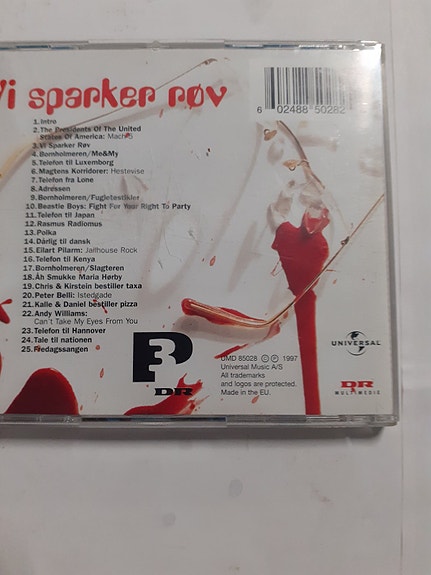 Vi sparker røv
6 02488 50282
1. Intro
2. The Presidents Of The United
States Of America: Mach 5
3. Vi Sparker Røv
4. Bornholmeren/Me&My
5. Telefon til Luxemborg
6. Magtens Korridorer: Hestevise
7. Telefon fra Lone
8. Adressen
9. Bornholmeren/Fugletestikler
10. Beastie Boys: Fight For Your Right To Party
11. Telefon til Japan
12. Rasmus Radiomus
13. Polka
14. Dårlig til dansk
15. Eilart Pilarm: Jailhouse Rock
16. Telefon til Kenya
17. Bornholmeren/Slagteren
18. Åh Smukke Maria Hørby
19. Chris & Kirstein bestiller taxa
20. Peter Belli: Istedgade
21. Kalle & Daniel bestiller pizza
22. Andy Williams:
Can't Take My Eyes From You
23. Telefon til Hannover
24. Tale til nationen
25. Fredagssangen
P3
DR
DMD 85028 © ℗ 1997
Universal Music A/S
All trademarks
and logos are protected.
Made in the EU.
UNIVERSAL
DR
MULTIMEDIE